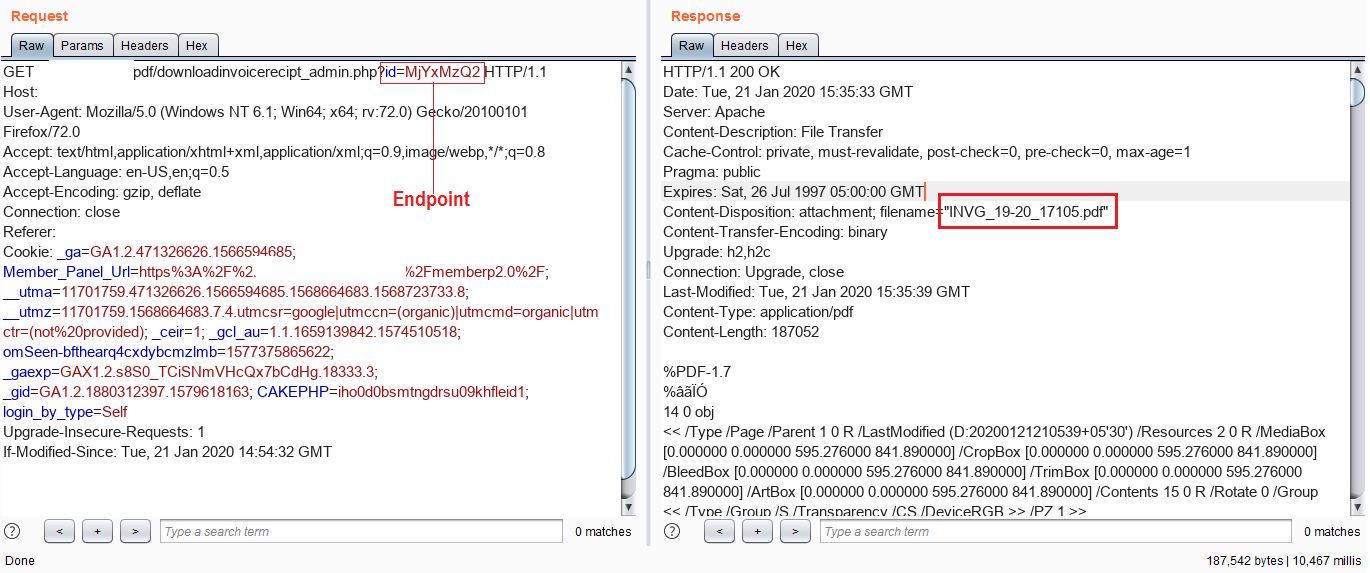 Request
Raw Params Headers Hex
GET pdf/downloadinvoicerecipt_admin.php?id=MjYxMzQ2 HTTP/1.1
Host:
User-Agent: Mozilla/5.0 (Windows NT 6.1; Win64; x64; rv:72.0) Gecko/20100101
Firefox/72.0
Accept: text/html,application/xhtml+xml,application/xml;q=0.9,image/webp,*/*;q=0.8
Accept-Language: en-US,en;q=0.5
Accept-Encoding: gzip, deflate
Endpoint
Connection: close
Referer:
Cookie: _ga=GA1.2.471326626.1566594685;
Member_Panel_Url=https%3A%2F%2. %2Fmemberp2.0%2F;
__utma=11701759.471326626.1566594685.1568664683.1568723733.8;
__utmz=11701759.1568664683.7.4.utmcsr=google|utmccn=(organic)|utmcmd=organic|utm
ctr=(not%20provided); _ceir=1; _gcl_au=1.1.1659139842.1574510518;
omSeen-bfthearq4cxdybcmzlmb=1577375865622;
_gaexp=GAX1.2.s8S0_TCiSNmVHcQx7bCdHg.18333.3;
_gid=GA1.2.1880312397.1579618163; CAKEPHP=iho0d0bsmtngdrsu09khfleid1;
login_by_type=Self
Upgrade-Insecure-Requests: 1
If-Modified-Since: Tue, 21 Jan 2020 14:54:32 GMT
? < + > Type a search term 0 matches
Response
Raw Headers Hex
HTTP/1.1 200 OK
Date: Tue, 21 Jan 2020 15:35:33 GMT
Server: Apache
Content-Description: File Transfer
Cache-Control: private, must-revalidate, post-check=0, pre-check=0, max-age=1
Pragma: public
Expires: Sat, 26 Jul 1997 05:00:00 GMT
Content-Disposition: attachment; filename="INVG_19-20_17105.pdf"
Content-Transfer-Encoding: binary
Upgrade: h2,h2c
Connection: Upgrade, close
Last-Modified: Tue, 21 Jan 2020 15:35:39 GMT
Content-Type: application/pdf
Content-Length: 187052
%PDF-1.7
%âãÏÓ
14 0 obj
<< /Type /Page /Parent 1 0 R /LastModified (D:20200121210539+05'30') /Resources 2 0 R /MediaBox
[0.000000 0.000000 595.276000 841.890000] /CropBox [0.000000 0.000000 595.276000 841.890000]
/BleedBox [0.000000 0.000000 595.276000 841.890000] /TrimBox [0.000000 0.000000 595.276000
841.890000] /ArtBox [0.000000 0.000000 595.276000 841.890000] /Contents 15 0 R /Rotate 0 /Group
<< /Type /Group /S /Transparency /CS /DeviceRGB >> /PZ 1 >>
? < + > Type a search term 0 matches
Done
187,542 bytes | 10,467 millis